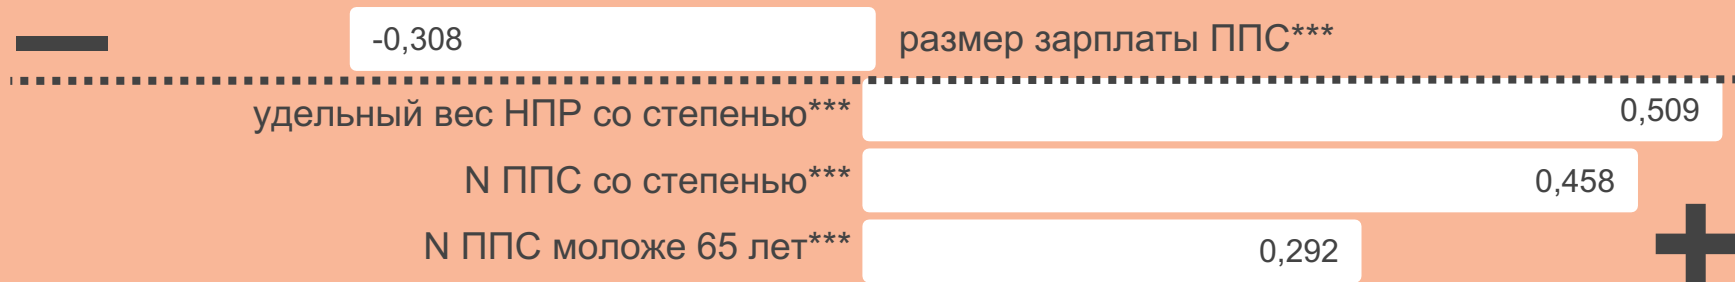 -0,308 размер зарплаты ППС***
удельный вес НПР со степенью*** 0,509
N ППС со степенью*** 0,458
N ППС моложе 65 лет*** 0,292